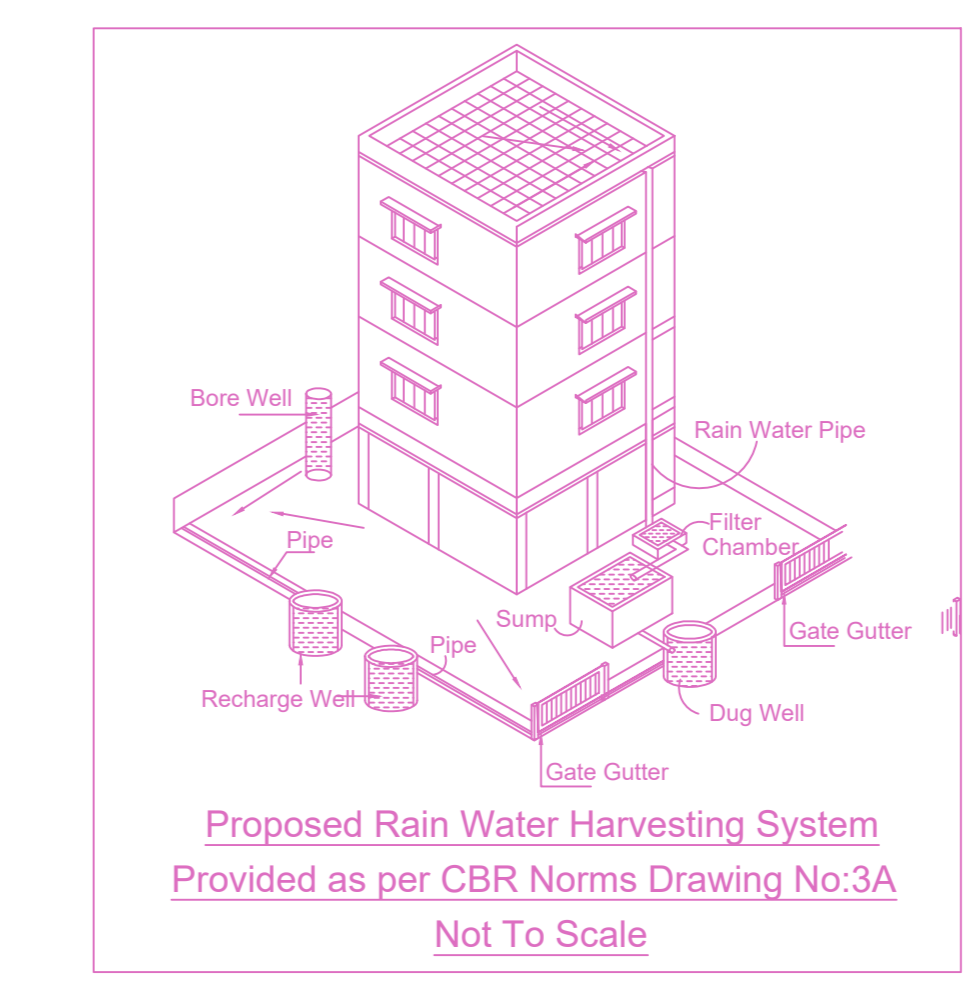 Bore Well
Rain Water Pipe
Filter
Chamber
Pipe
Sump
Gate Gutter
Pipe
Recharge Well
Dug Well
Gate Gutter
Proposed Rain Water Harvesting System
Provided as per CBR Norms Drawing No:3A
Not To Scale